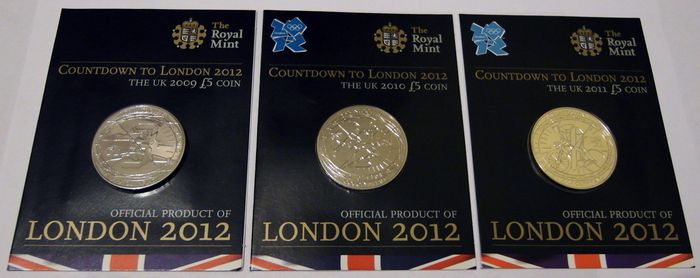 The
Royal
Mint
COUNTDOWN TO LONDON 2012
THE UK 2009 £5 COIN
OFFICIAL PRODUCT OF
LONDON 2012
The
Royal
Mint
COUNTDOWN TO LONDON 2012
THE UK 2010 £5 COIN
OFFICIAL PRODUCT OF
LONDON 2012
The
Royal
Mint
COUNTDOWN TO LONDON 2012
THE UK 2011 £5 COIN
OFFICIAL PRODUCT OF
LONDON 2012